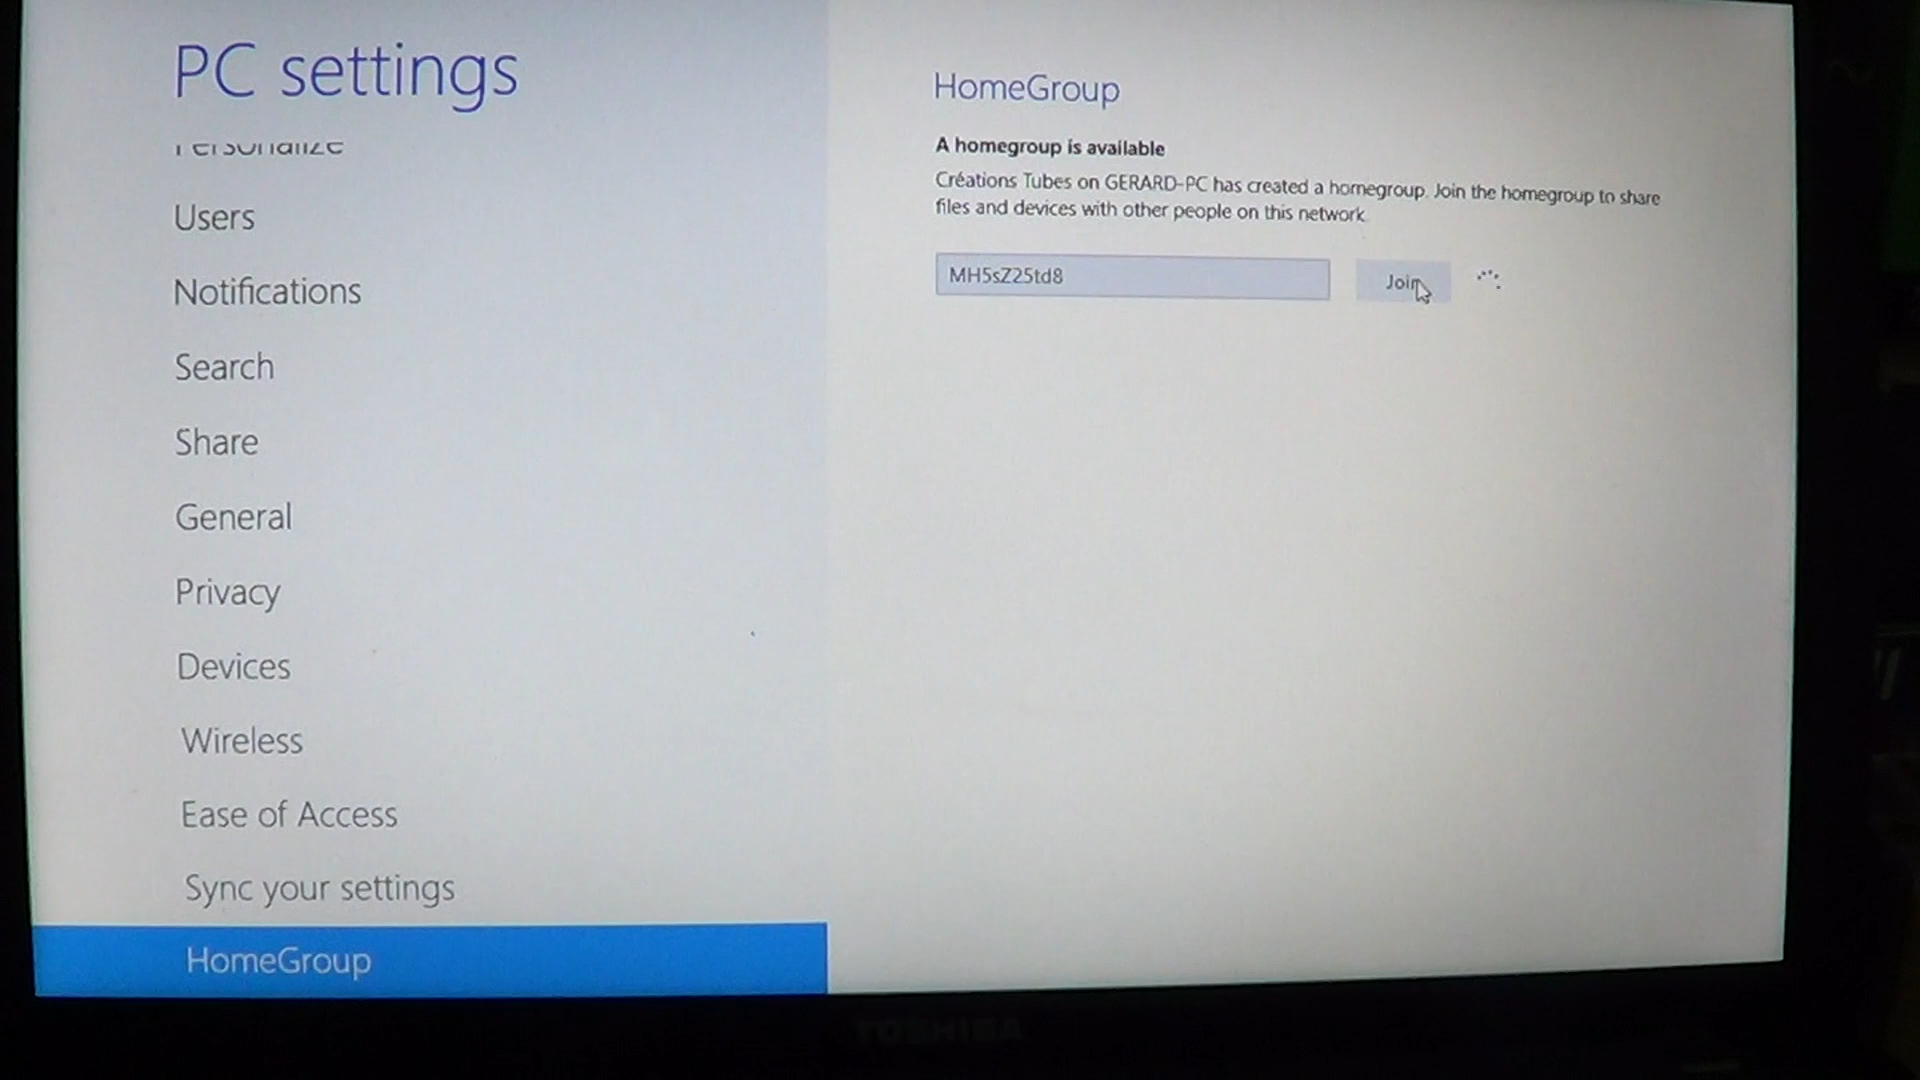 PC settings
Personalize
Users
Notifications
Search
Share
General
Privacy
Devices
Wireless
Ease of Access
Sync your settings
HomeGroup
HomeGroup
A homegroup is available
Créations Tubes on GERARD-PC has created a homegroup. Join the homegroup to share
files and devices with other people on this network.
MH5sZ25td8
Join
TOSHIBA